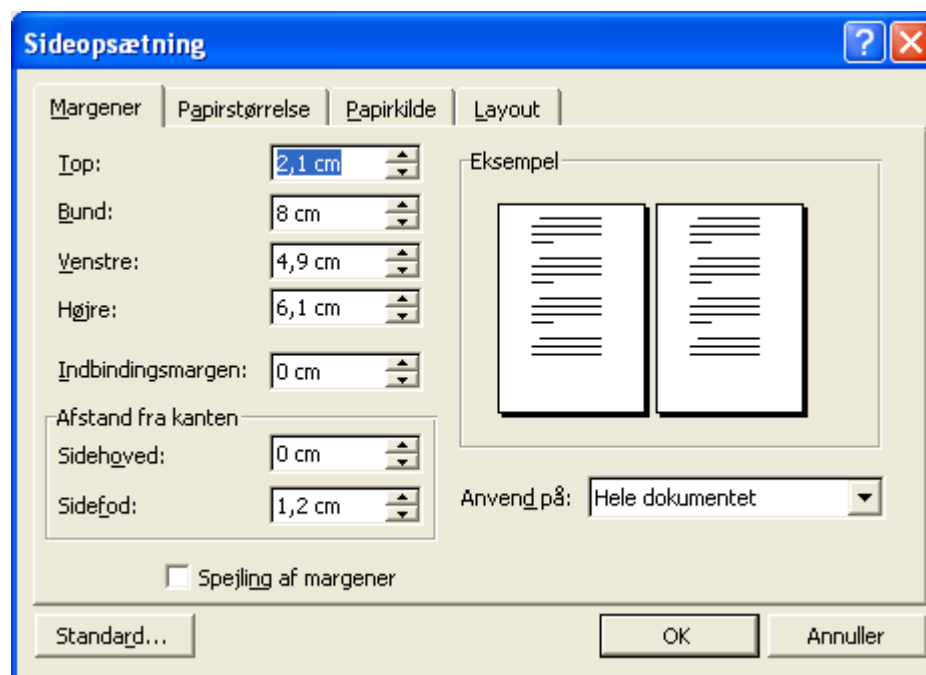 Sideopsætning
Margener Papirstørrelse Papirkilde Layout
Top: 2,1 cm
Bund: 8 cm
Venstre: 4,9 cm
Højre: 6,1 cm
Indbindingsmargen: 0 cm
Afstand fra kanten
Sidehoved: 0 cm
Sidefod: 1,2 cm
Eksempel
Anvend på: Hele dokumentet
Spejling af margener
Standard... OK Annuller